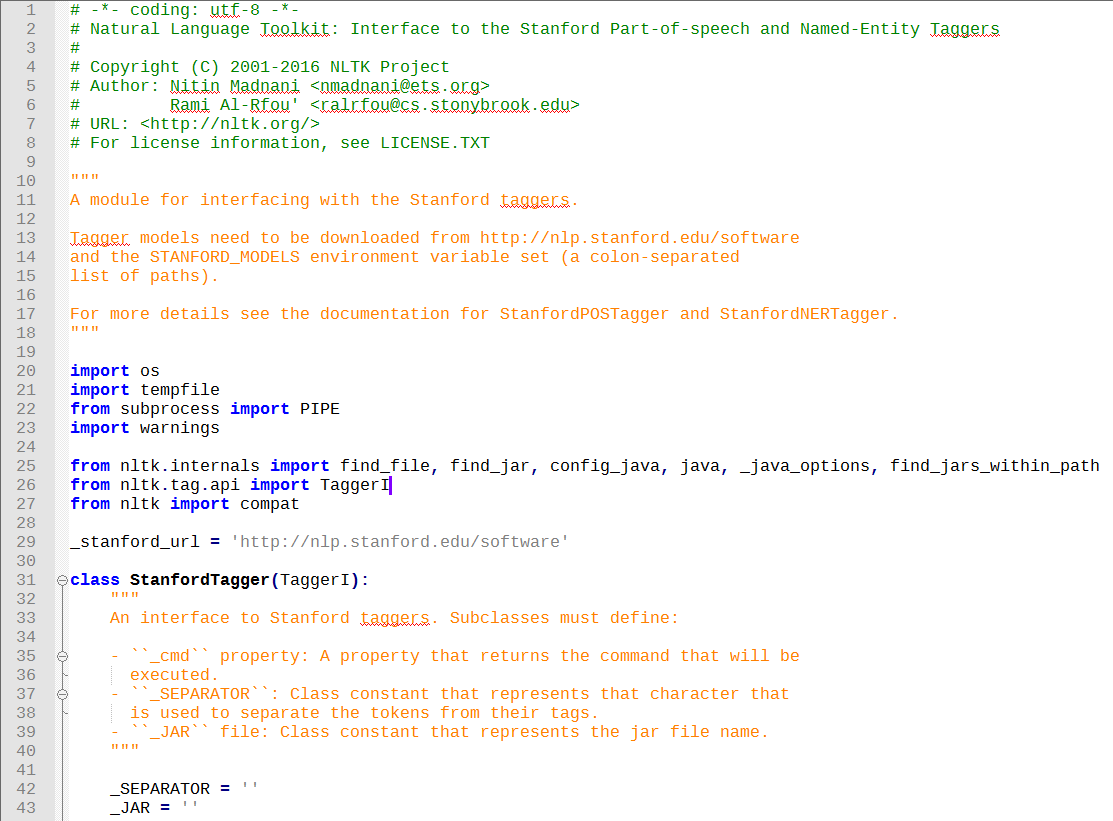 1 # -*- coding: utf-8 -*-
2 # Natural Language Toolkit: Interface to the Stanford Part-of-speech and Named-Entity Taggers
3 #
4 # Copyright (C) 2001-2016 NLTK Project
5 # Author: Nitin Madnani <nmadnani@ets.org>
6 #         Rami Al-Rfou' <ralrfou@cs.stonybrook.edu>
7 # URL: <http://nltk.org/>
8 # For license information, see LICENSE.TXT
9
10 """
11 A module for interfacing with the Stanford taggers.
12
13 Tagger models need to be downloaded from http://nlp.stanford.edu/software
14 and the STANFORD_MODELS environment variable set (a colon-separated
15 list of paths).
16
17 For more details see the documentation for StanfordPOSTagger and StanfordNERTagger.
18 """
19
20 import os
21 import tempfile
22 from subprocess import PIPE
23 import warnings
24
25 from nltk.internals import find_file, find_jar, config_java, java, _java_options, find_jars_within_path
26 from nltk.tag.api import TaggerI
27 from nltk import compat
28
29 _stanford_url = 'http://nlp.stanford.edu/software'
30
31 class StanfordTagger(TaggerI):
32     """
33     An interface to Stanford taggers. Subclasses must define:
34
35     - ``_cmd`` property: A property that returns the command that will be
36       executed.
37     - ``_SEPARATOR``: Class constant that represents that character that
38       is used to separate the tokens from their tags.
39     - ``_JAR`` file: Class constant that represents the jar file name.
40     """
41
42     _SEPARATOR = ''
43     _JAR = ''